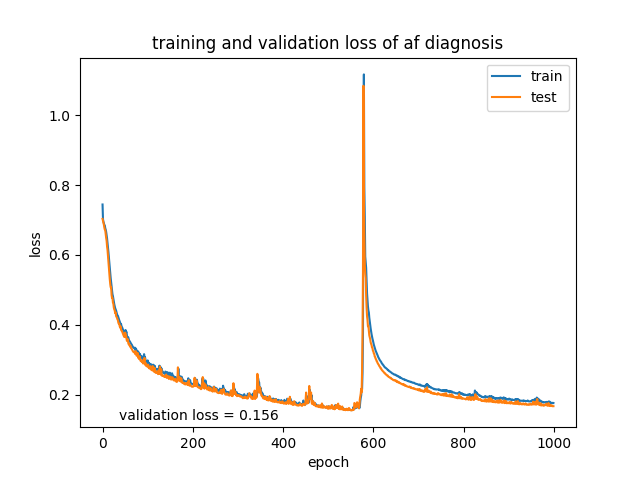 training and validation loss of af diagnosis
train
test
1.0
0.8
0.6
0.4
0.2
loss
validation loss = 0.156
0
200
400
600
800
1000
epoch